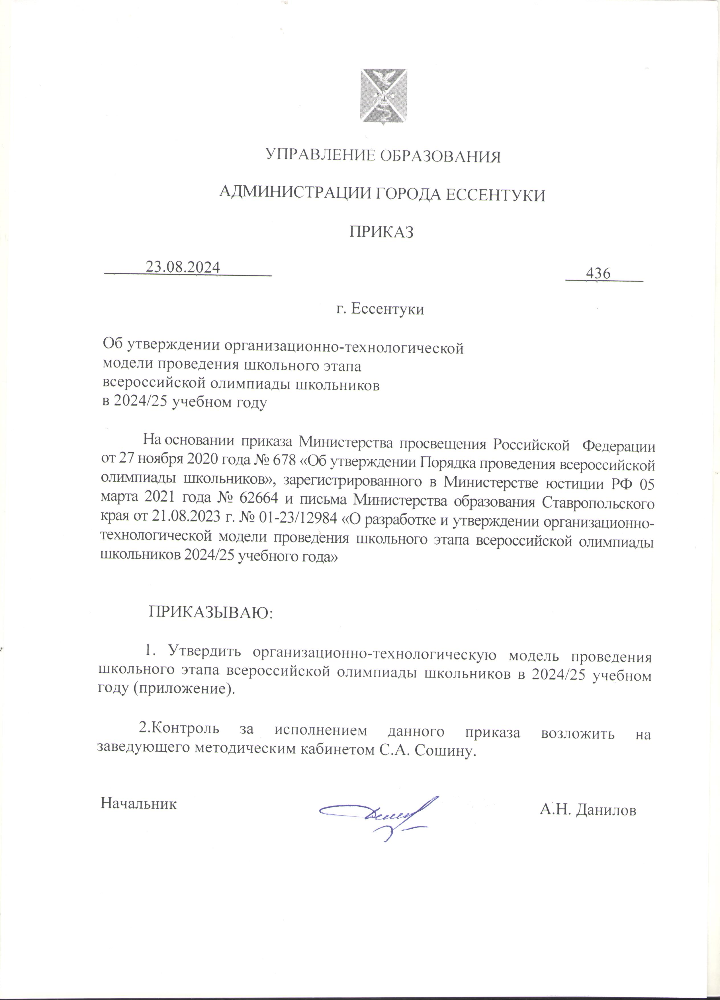 УПРАВЛЕНИЕ ОБРАЗОВАНИЯ
АДМИНИСТРАЦИИ ГОРОДА ЕССЕНТУКИ
ПРИКАЗ
23.08.2024 436
г. Ессентуки
Об утверждении организационно-технологической
модели проведения школьного этапа
всероссийской олимпиады школьников
в 2024/25 учебном году
На основании приказа Министерства просвещения Российской Федерации
от 27 ноября 2020 года № 678 «Об утверждении Порядка проведения всероссийской
олимпиады школьников», зарегистрированного в Министерстве юстиции РФ 05
марта 2021 года № 62664 и письма Министерства образования Ставропольского
края от 21.08.2023 г. № 01-23/12984 «О разработке и утверждении организационно-
технологической модели проведения школьного этапа всероссийской олимпиады
школьников 2024/25 учебного года»
ПРИКАЗЫВАЮ:
1. Утвердить организационно-технологическую модель проведения
школьного этапа всероссийской олимпиады школьников в 2024/25 учебном
году (приложение).
2.Контроль за исполнением данного приказа возложить на
заведующего методическим кабинетом С.А. Сошину.
Начальник А.Н. Данилов